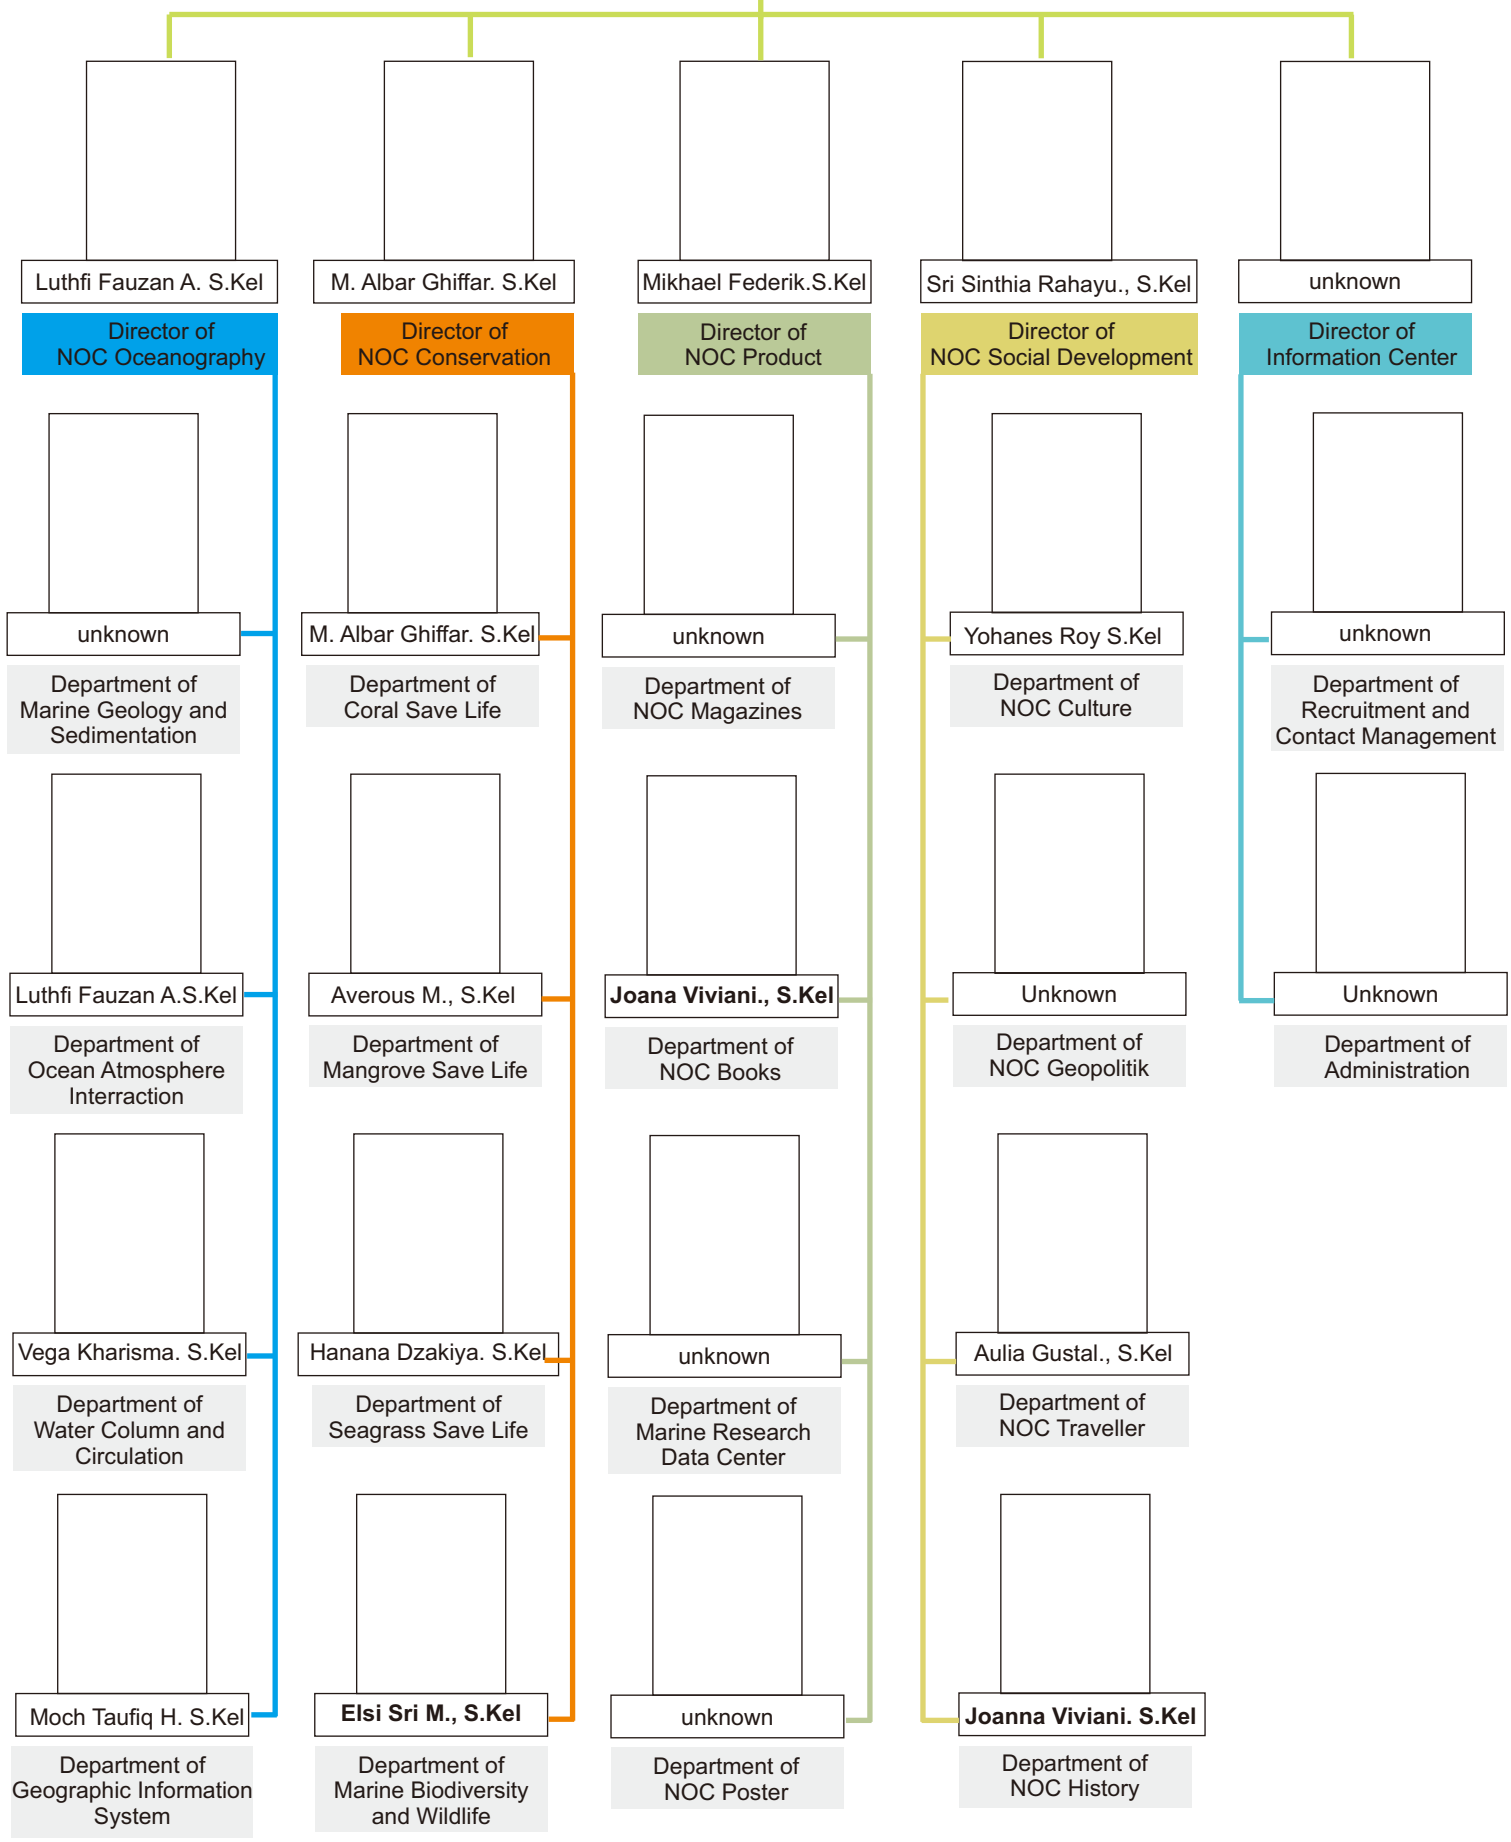 Luthfi Fauzan A. S.Kel
Director of
NOC Oceanography
unknown
Department of
Marine Geology and
Sedimentation
Luthfi Fauzan A.S.Kel
Department of
Ocean Atmosphere
Interraction
Vega Kharisma. S.Kel
Department of
Water Column and
Circulation
Moch Taufiq H. S.Kel
Department of
Geographic Information
System
M. Albar Ghiffar. S.Kel
Director of
NOC Conservation
M. Albar Ghiffar. S.Kel
Department of
Coral Save Life
Averous M., S.Kel
Department of
Mangrove Save Life
Hanana Dzakiya. S.Kel
Department of
Seagrass Save Life
Elsi Sri M., S.Kel
Department of
Marine Biodiversity
and Wildlife
Mikhael Federik.S.Kel
Director of
NOC Product
unknown
Department of
NOC Magazines
Joana Viviani., S.Kel
Department of
NOC Books
unknown
Department of
Marine Research
Data Center
unknown
Department of
NOC Poster
Sri Sinthia Rahayu., S.Kel
Director of
NOC Social Development
Yohanes Roy S.Kel
Department of
NOC Culture
Unknown
Department of
NOC Geopolitik
Aulia Gustal., S.Kel
Department of
NOC Traveller
Joanna Viviani. S.Kel
Department of
NOC History
unknown
Director of
Information Center
unknown
Department of
Recruitment and
Contact Management
Unknown
Department of
Administration